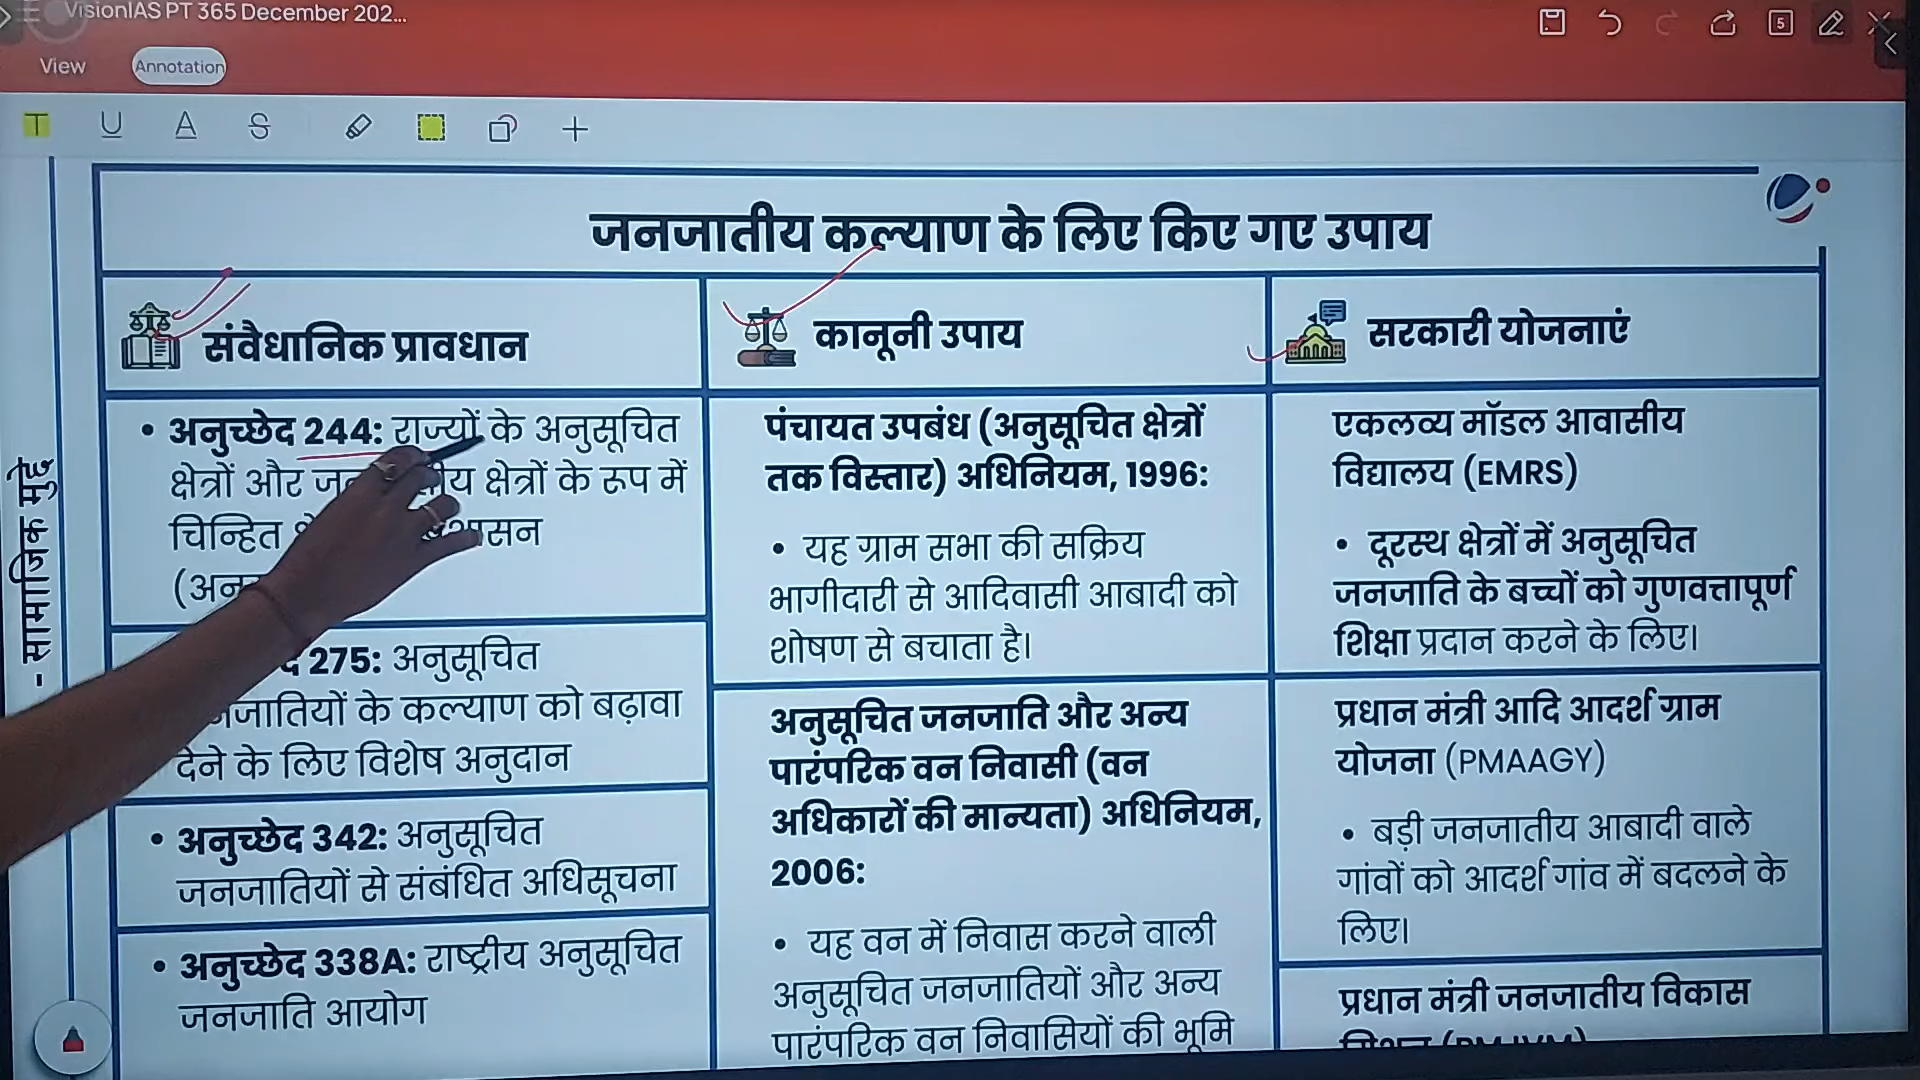 VisionIAS PT 365 December 202...
View
Annotation
5
जनजातीय कल्याण के लिए किए गए उपाय
संवैधानिक प्रावधान
• अनुच्छेद 244: राज्यों के अनुसूचित
क्षेत्रों और क्षेत्रों के रूप में
चिन्हित
275: अनुसूचित
के कल्याण को बढ़ावा
देने के लिए विशेष अनुदान
• अनुच्छेद 342: अनुसूचित
जनजातियों से संबंधित अधिसूचना
• अनुच्छेद 338A: राष्ट्रीय अनुसूचित
जनजाति आयोग
कानूनी उपाय
पंचायत उपबंध (अनुसूचित क्षेत्रों
तक विस्तार) अधिनियम, 1996:
• यह ग्राम सभा की सक्रिय
भागीदारी से आदिवासी आबादी को
शोषण से बचाता है।
अनुसूचित जनजाति और अन्य
पारंपरिक वन निवासी (वन
अधिकारों की मान्यता) अधिनियम,
2006:
• यह वन में निवास करने वाली
अनुसूचित जनजातियों और अन्य
पारंपरिक वन निवासियों की भूमि
सरकारी योजनाएं
एकलव्य मॉडल आवासीय
विद्यालय (EMRS)
• दूरस्थ क्षेत्रों में अनुसूचित
जनजाति के बच्चों को गुणवत्तापूर्ण
शिक्षा प्रदान करने के लिए।
प्रधान मंत्री आदि आदर्श ग्राम
योजना (PMAAGY)
• बड़ी जनजातीय आबादी वाले
गांवों को आदर्श गांव में बदलने के
लिए।
प्रधान मंत्री जनजातीय विकास
- सामाजिक मुद्दे